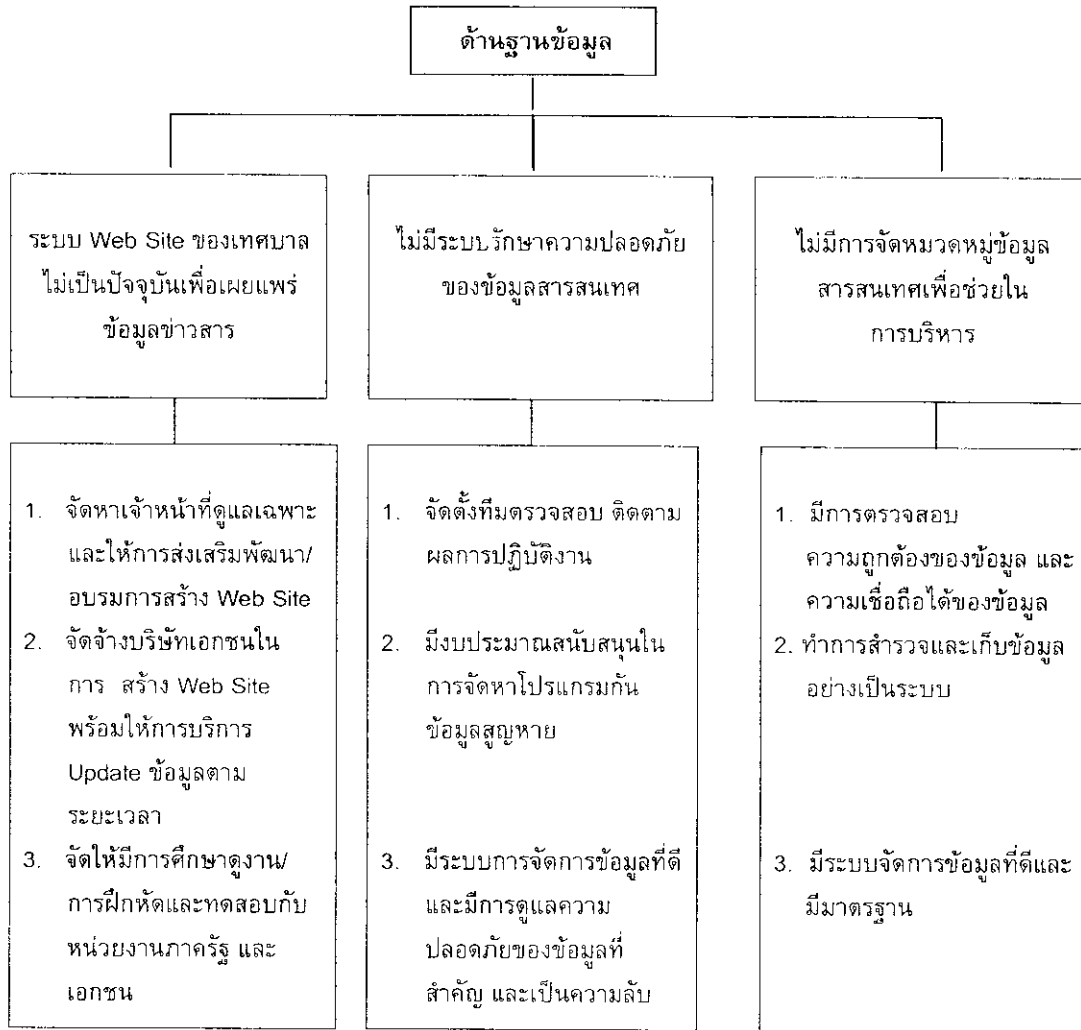 ด้านฐานข้อมูล
ระบบ Web Site ของเทศบาล
ไม่เป็นปัจจุบันเพื่อเผยแพร่
ข้อมูลข่าวสาร
ไม่มีระบบรักษาความปลอดภัย
ของข้อมูลสารสนเทศ
ไม่มีการจัดหมวดหมู่ข้อมูล
สารสนเทศเพื่อช่วยใน
การบริหาร
1. จัดหาเจ้าหน้าที่ดูแลเฉพาะ
และให้การส่งเสริมพัฒนา/
อบรมการสร้าง Web Site
2. จัดจ้างบริษัทเอกชนใน
การ สร้าง Web Site
พร้อมให้การบริการ
Update ข้อมูลตาม
ระยะเวลา
3. จัดให้มีการศึกษาดูงาน/
การฝึกหัดและทดสอบกับ
หน่วยงานภาครัฐ และ
เอกชน
1. จัดตั้งทีมตรวจสอบ ติดตาม
ผลการปฏิบัติงาน
2. มีงบประมาณสนับสนุนใน
การจัดหาโปรแกรมกัน
ข้อมูลสูญหาย
3. มีระบบการจัดการข้อมูลที่ดี
และมีการดูแลความ
ปลอดภัยของข้อมูลที่
สำคัญ และเป็นความลับ
1. มีการตรวจสอบ
ความถูกต้องของข้อมูล และ
ความเชื่อถือได้ของข้อมูล
2. ทำการสำรวจและเก็บข้อมูล
อย่างเป็นระบบ
3. มีระบบจัดการข้อมูลที่ดีและ
มีมาตรฐาน